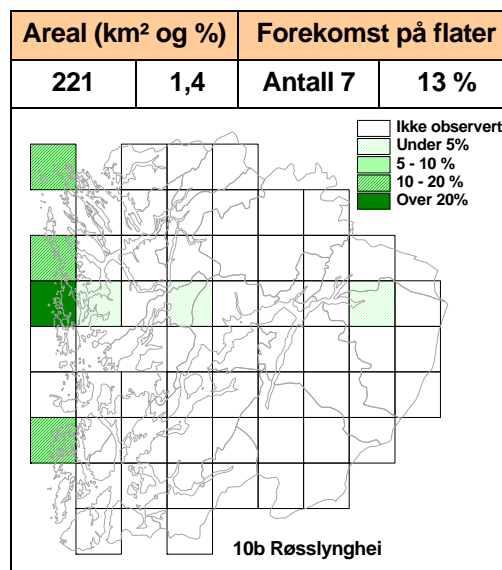 Areal (km² og %) Forekomst på flater
221 1,4 Antall 7 13 %
Ikke observert
Under 5%
5 - 10 %
10 - 20 %
Over 20%
10b Røsslynghei